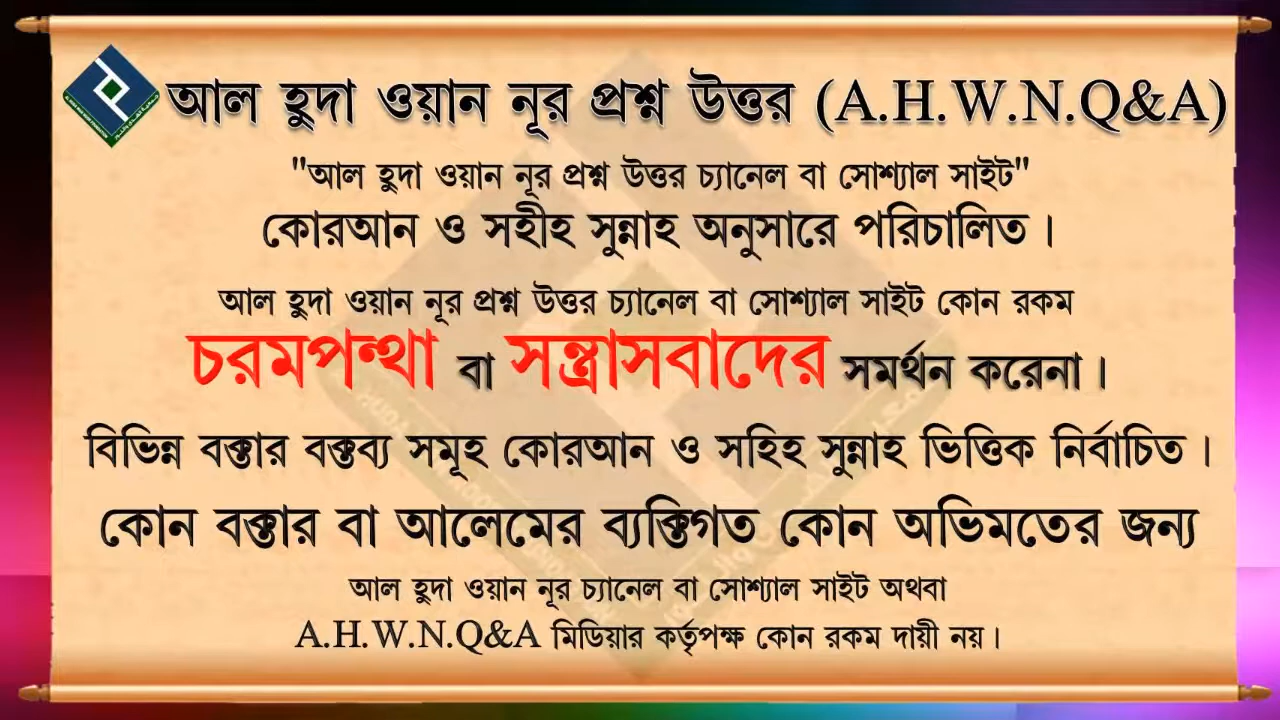 আল হুদা ওয়ান নূর প্রশ্ন উত্তর (A.H.W.N.Q&A)
"আল হুদা ওয়ান নূর প্রশ্ন উত্তর চ্যানেল বা সোশ্যাল সাইট"
কোরআন ও সহীহ সুন্নাহ অনুসারে পরিচালিত।
আল হুদা ওয়ান নূর প্রশ্ন উত্তর চ্যানেল বা সোশ্যাল সাইট কোন রকম
চরমপন্থা বা সন্ত্রাসবাদের সমর্থন করেনা।
বিভিন্ন বক্তার বক্তব্য সমূহ কোরআন ও সহিহ সুন্নাহ ভিত্তিক নির্বাচিত।
কোন বক্তার বা আলেমের ব্যক্তিগত কোন অভিমতের জন্য
আল হুদা ওয়ান নূর চ্যানেল বা সোশ্যাল সাইট অথবা
A.H.W.N.Q&A মিডিয়ার কর্তৃপক্ষ কোন রকম দায়ী নয়।